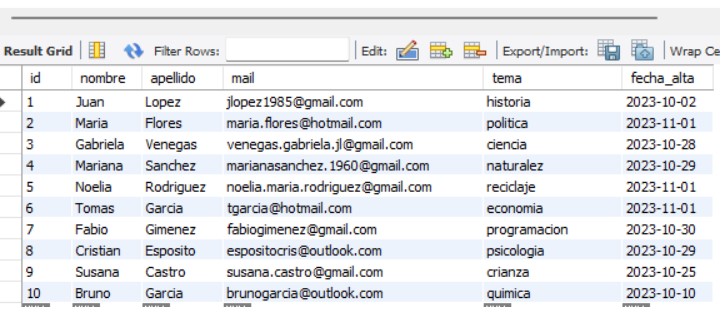 Result Grid Filter Rows: Edit: Export/Import: Wrap Ce
id nombre apellido mail tema fecha_alta
1 Juan Lopez jlopez1985@gmail.com historia 2023-10-02
2 Maria Flores maria.flores@hotmail.com politica 2023-11-01
3 Gabriela Venegas venegas.gabriela.jl@gmail.com ciencia 2023-10-28
4 Mariana Sanchez marianasanchez.1960@gmail.com naturalez 2023-10-29
5 Noelia Rodriguez noelia.maria.rodriguez@gmail.com reciclaje 2023-11-01
6 Tomas Garcia tgarcia@hotmail.com economia 2023-11-01
7 Fabio Gimenez fabiogimenez@gmail.com programacion 2023-10-30
8 Cristian Esposito espositocris@outlook.com psicologia 2023-10-29
9 Susana Castro susana.castro@gmail.com crianza 2023-10-25
10 Bruno Garcia brunogarcia@outlook.com quimica 2023-10-10